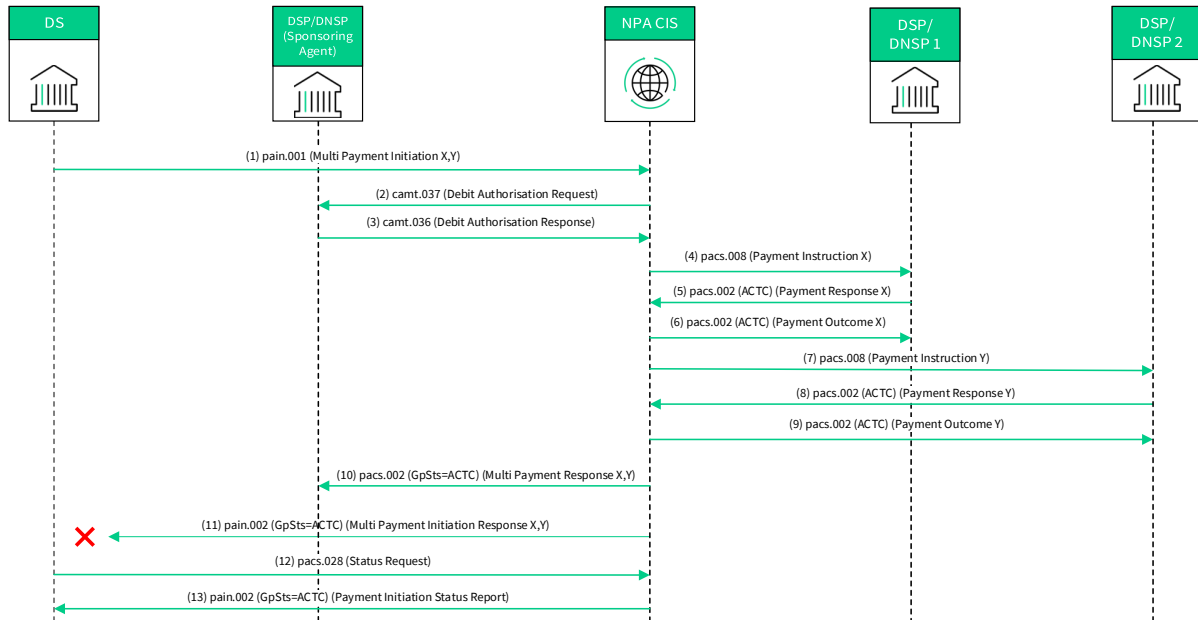 DS
DSP/DNSP
(Sponsoring
Agent)
NPA CIS
DSP/
DNSP 1
DSP/
DNSP 2
(1) pain.001 (Multi Payment Initiation X,Y)
(2) camt.037 (Debit Authorisation Request)
(3) camt.036 (Debit Authorisation Response)
(4) pacs.008 (Payment Instruction X)
(5) pacs.002 (ACTC) (Payment Response X)
(6) pacs.002 (ACTC) (Payment Outcome X)
(7) pacs.008 (Payment Instruction Y)
(8) pacs.002 (ACTC) (Payment Response Y)
(9) pacs.002 (ACTC) (Payment Outcome Y)
(10) pacs.002 (GpSts=ACTC) (Multi Payment Response X,Y)
(11) pain.002 (GpSts=ACTC) (Multi Payment Initiation Response X,Y)
(12) pacs.028 (Status Request)
(13) pain.002 (GpSts=ACTC) (Payment Initiation Status Report)